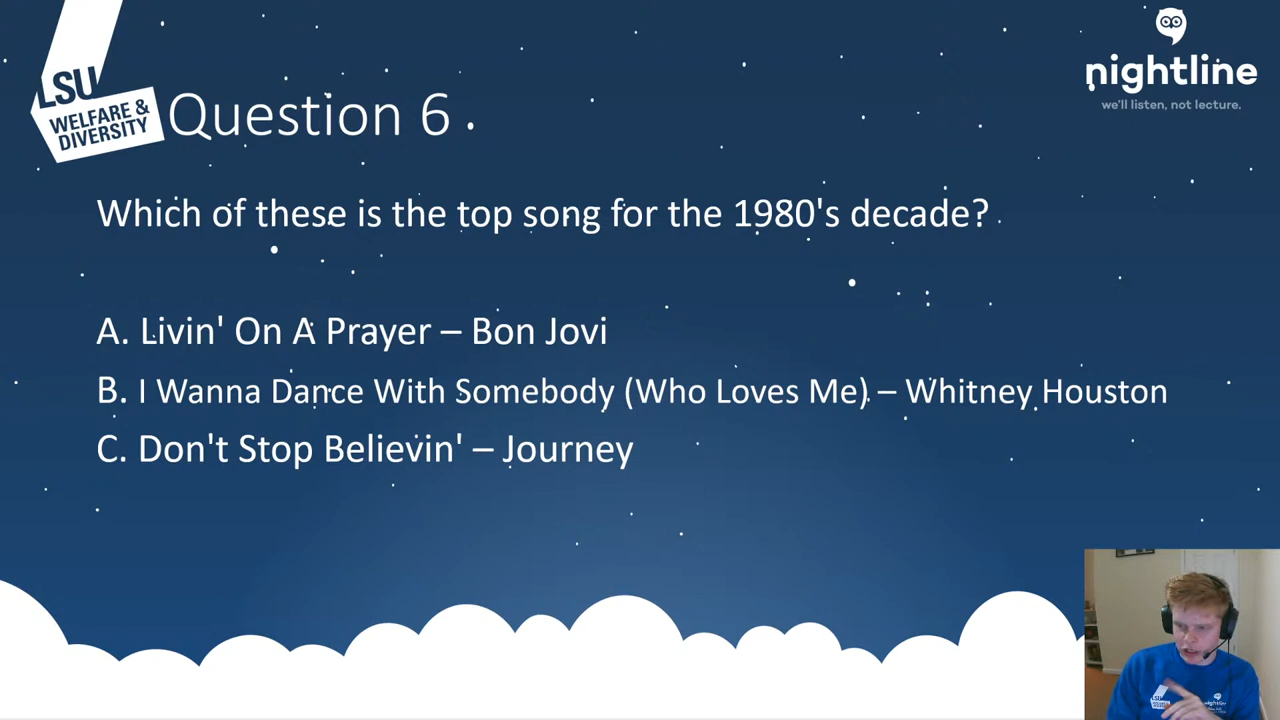 LSU
WELFARE &
DIVERSITY
nightline
we'll listen, not lecture.
Question 6
Which of these is the top song for the 1980's decade?
A. Livin' On A Prayer – Bon Jovi
B. I Wanna Dance With Somebody (Who Loves Me) – Whitney Houston
C. Don't Stop Believin' – Journey